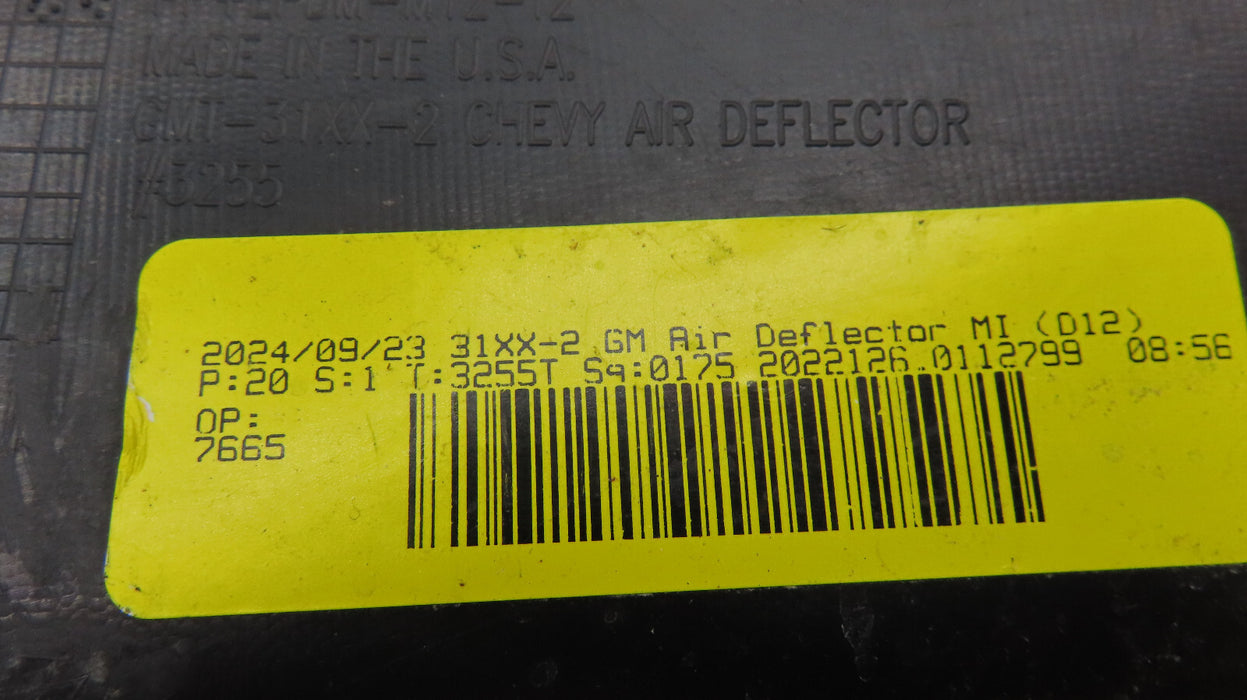 MADE IN THE U.S.A.
GMT-31XX-2 CHEVY AIR DEFLECTOR
#3255
2024/09/23 31XX-2 GM Air Deflector MI (D12)
P:20 S:1 T:3255T Sq:0175 2022126.0112799 08:56
OP:
7665